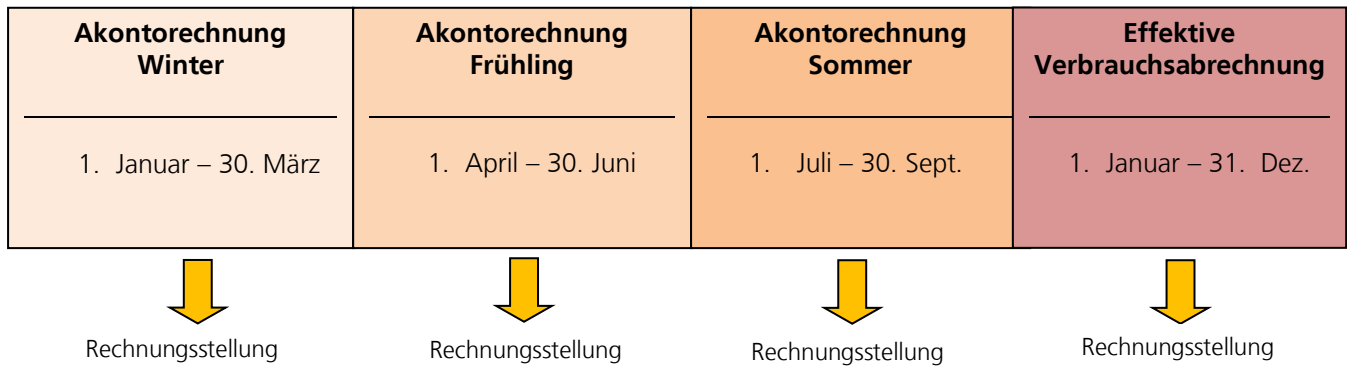 Akontorechnung
Winter
1. Januar – 30. März
Rechnungsstellung
Akontorechnung
Frühling
1. April – 30. Juni
Rechnungsstellung
Akontorechnung
Sommer
1. Juli – 30. Sept.
Rechnungsstellung
Effektive
Verbrauchsabrechnung
1. Januar – 31. Dez.
Rechnungsstellung